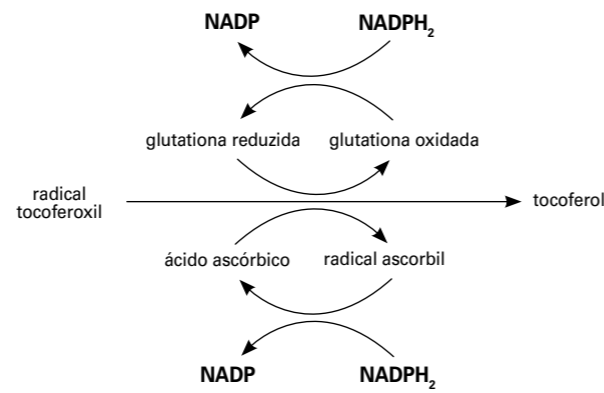 NADP NADPH₂
glutationa reduzida glutationa oxidada
radical
tocoferoxil
tocoferol
ácido ascórbico radical ascorbil
NADP NADPH₂